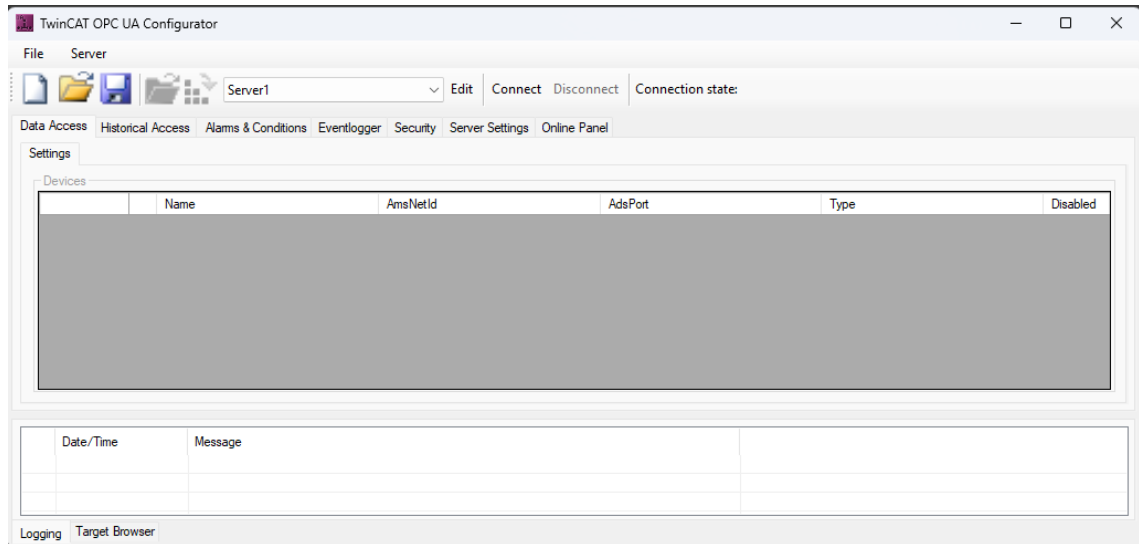 TwinCAT OPC UA Configurator
File Server
Server1 Edit Connect Disconnect Connection state:
Data Access Historical Access Alarms & Conditions Eventlogger Security Server Settings Online Panel
Settings
Devices
Name AmsNetId AdsPort Type Disabled
Date/Time Message
Logging Target Browser